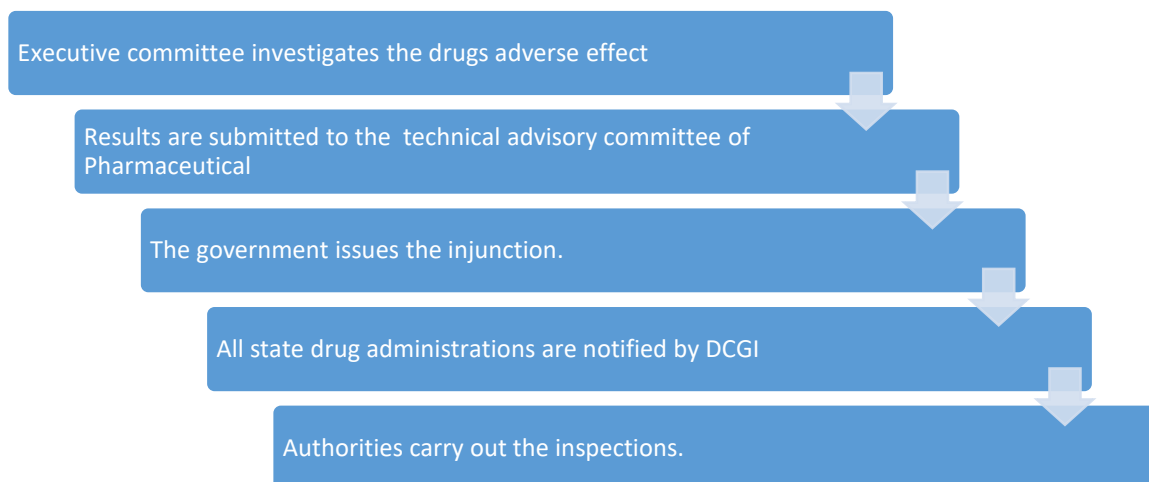 Executive committee investigates the drugs adverse effect
Results are submitted to the  technical advisory committee of
Pharmaceutical
The government issues the injunction.
All state drug administrations are notified by DCGI
Authorities carry out the inspections.